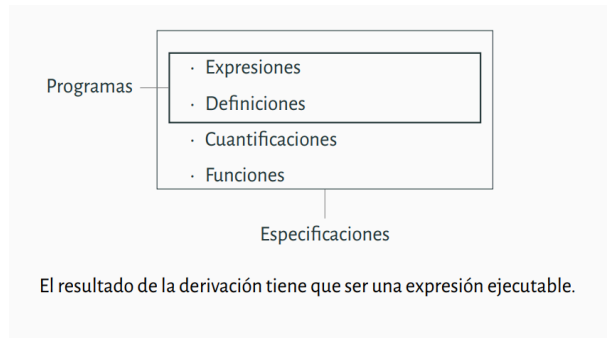 Programas
· Expresiones
· Definiciones
· Cuantificaciones
· Funciones
Especificaciones
El resultado de la derivación tiene que ser una expresión ejecutable.